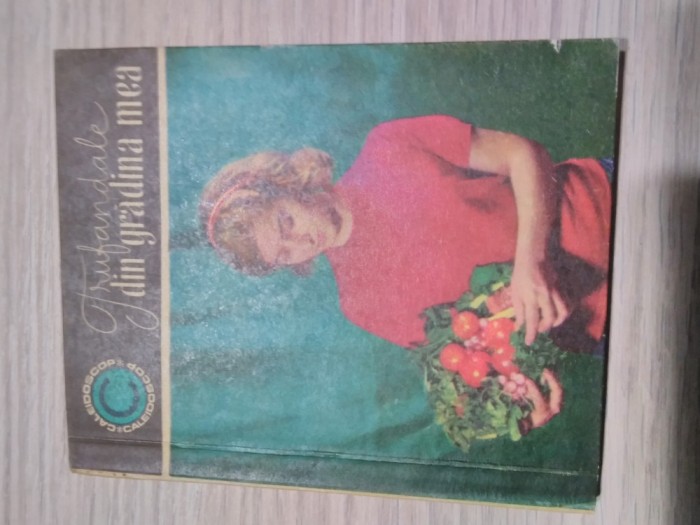 Trufandale
din grădina mea
CALEIDOSCOP
CALEIDOSCOP